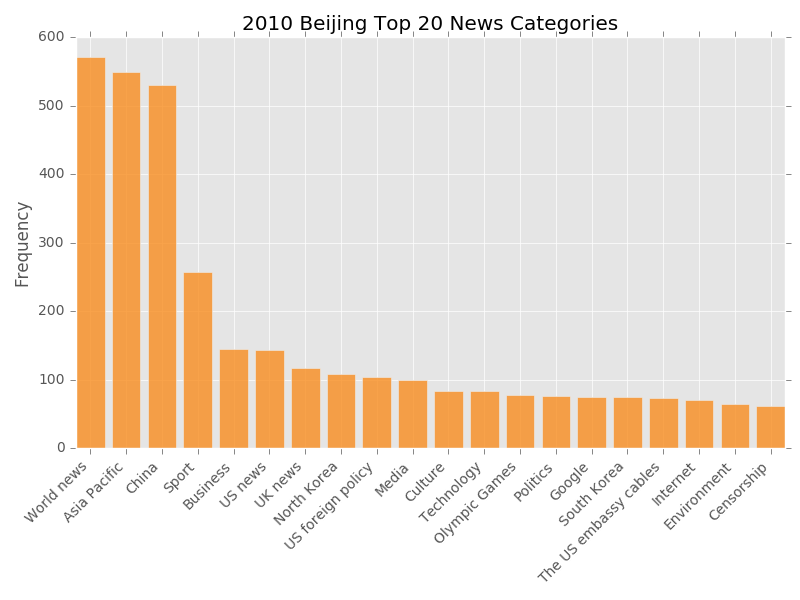 2010 Beijing Top 20 News Categories
600
500
400
300
200
100
0
Frequency
World news
Asia Pacific
China
Sport
Business
US news
UK news
North Korea
US foreign policy
Media
Culture
Technology
Olympic Games
Politics
Google
South Korea
The US embassy cables
Internet
Environment
Censorship